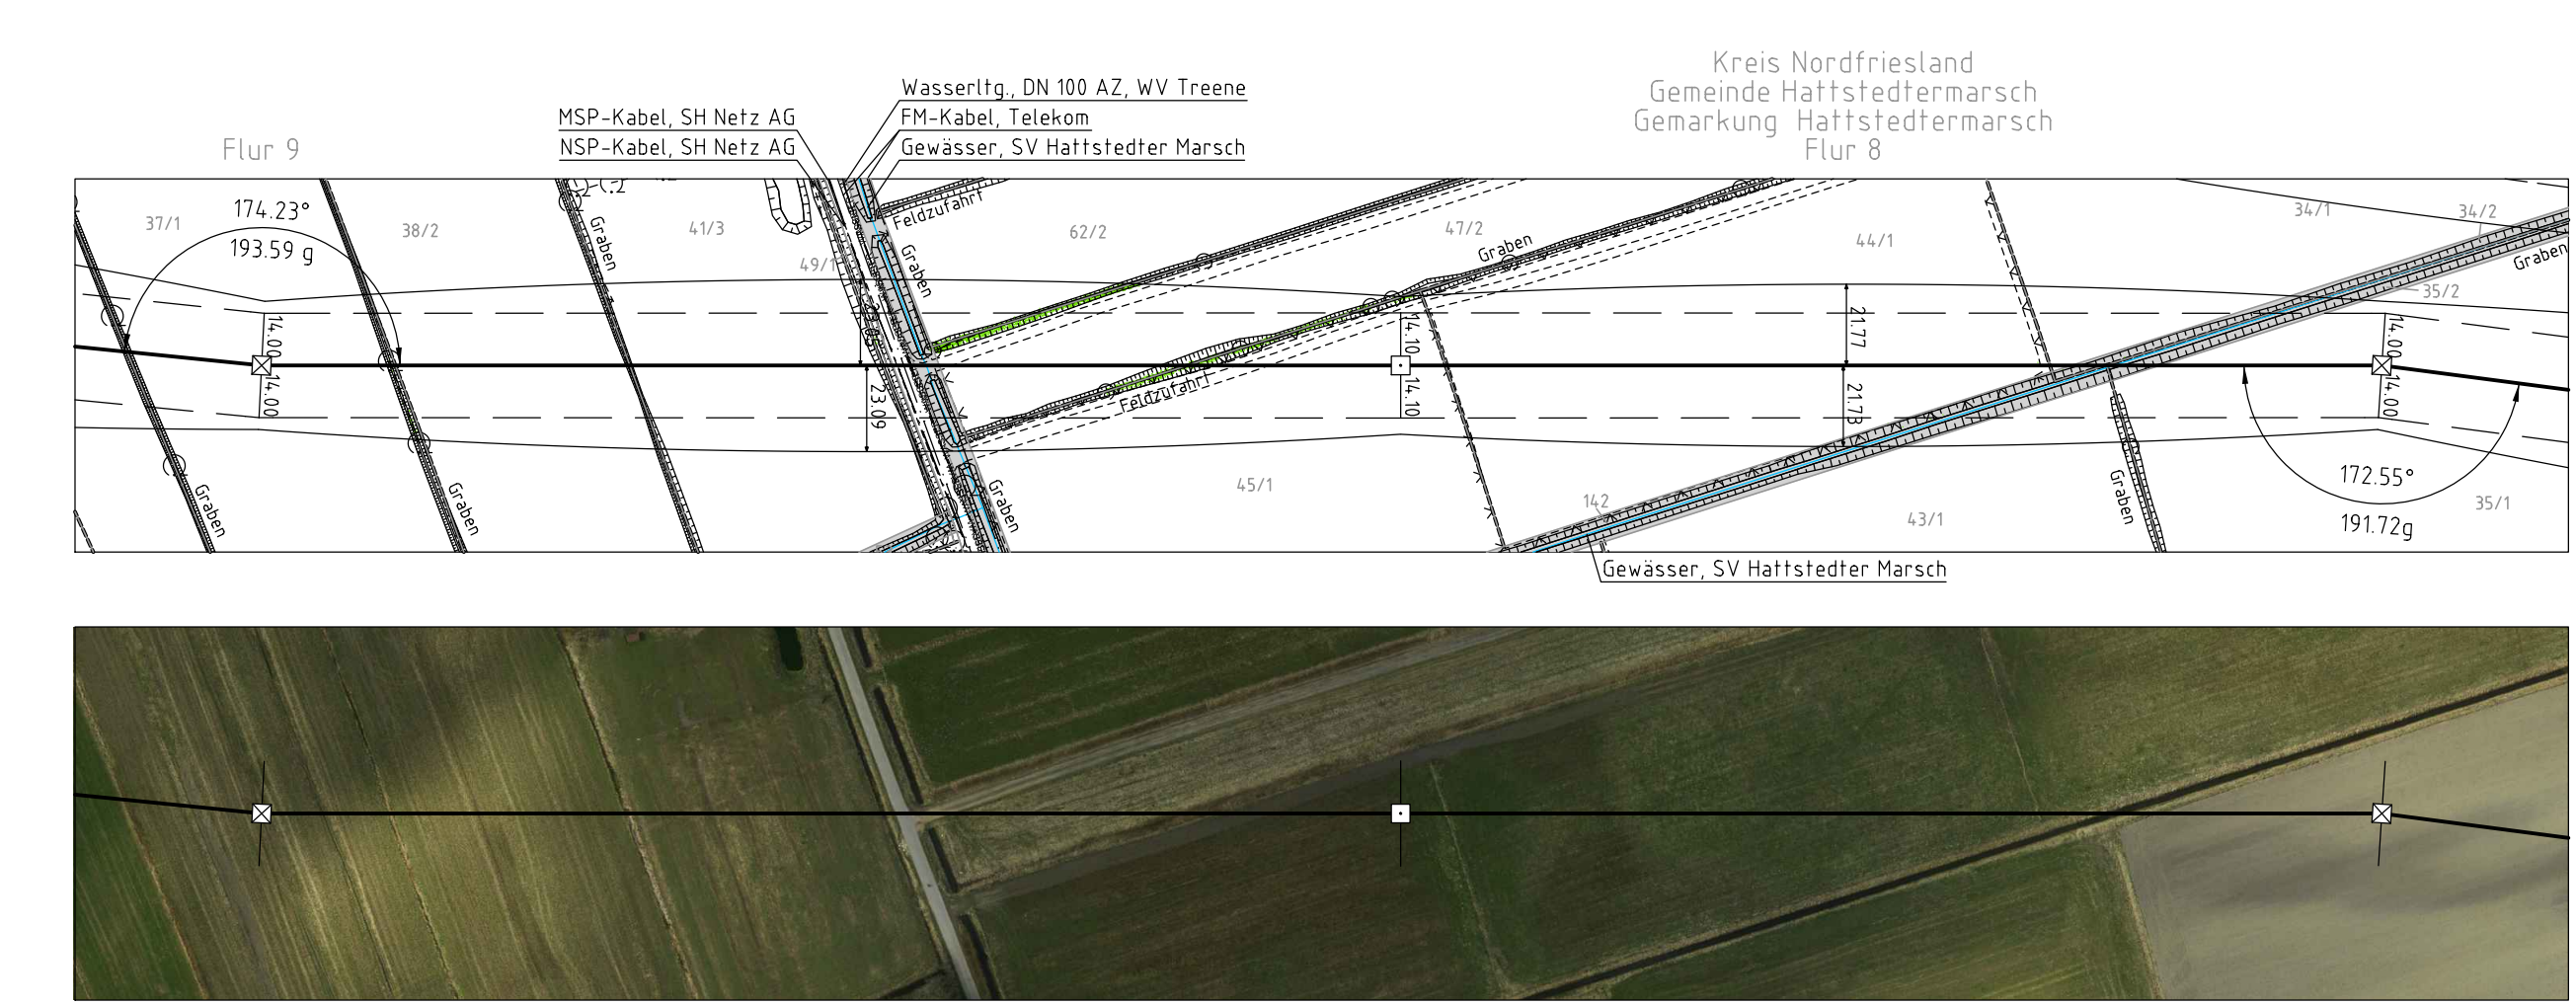 Kreis Nordfriesland
Gemeinde Hattstedtermarsch
Gemarkung Hattstedtermarsch
Flur 8
Flur 9
Wasserltg., DN 100 AZ, WV Treene
MSP-Kabel, SH Netz AG
FM-Kabel, Telekom
NSP-Kabel, SH Netz AG
Gewässer, SV Hattstedter Marsch
37/1
174.23°
193.59 g
38/2
Graben
41/3
49/1
Feldzufahrt
Graben
62/2
47/2
Graben
44/1
34/1
34/2
Graben
35/2
14.00
14.00
23.09
14.10
14.10
21.77
21.73
14.00
14.00
Feldzufahrt
Graben
Graben
Graben
45/1
142
43/1
Graben
172.55°
191.72g
35/1
Gewässer, SV Hattstedter Marsch